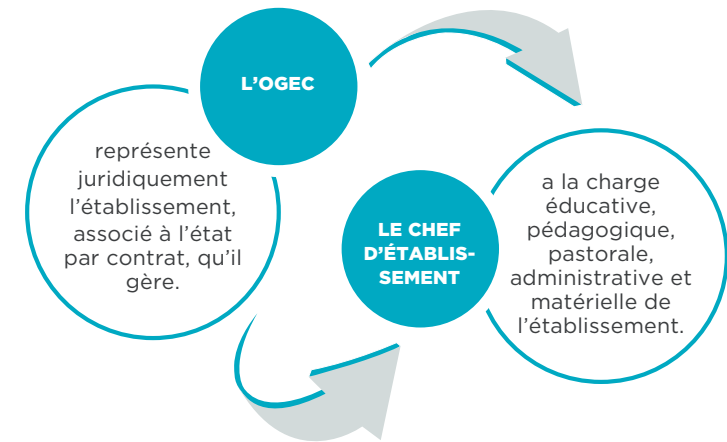 L’OGEC
représente
juridiquement
l’établissement,
associé à l’état
par contrat, qu’il
gère.
LE CHEF
D’ÉTABLIS-
SEMENT
a la charge
éducative,
pédagogique,
pastorale,
administrative et
matérielle de
l’établissement.